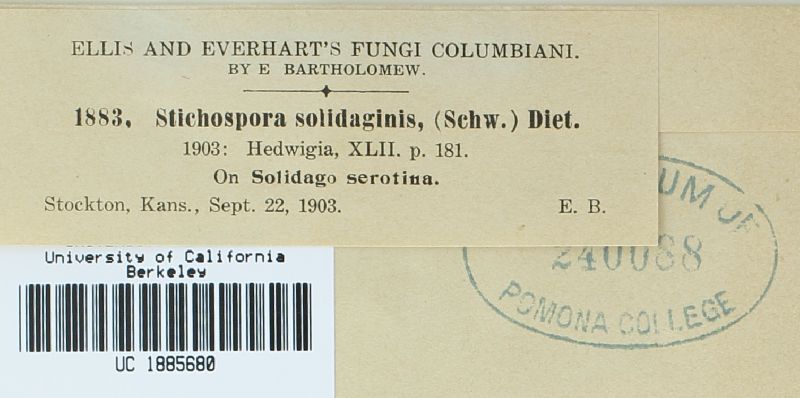 ELLIS AND EVERHART'S FUNGI COLUMBIANI.
BY E BARTHOLOMEW.
1883. Stichospora solidaginis, (Schw.) Diet.
1903: Hedwigia, XLII. p. 181.
On Solidago serotina.
Stockton, Kans., Sept. 22, 1903. E. B.
OF
240088
POMONA COLLEGE
University of California
Berkeley
UC 1885680